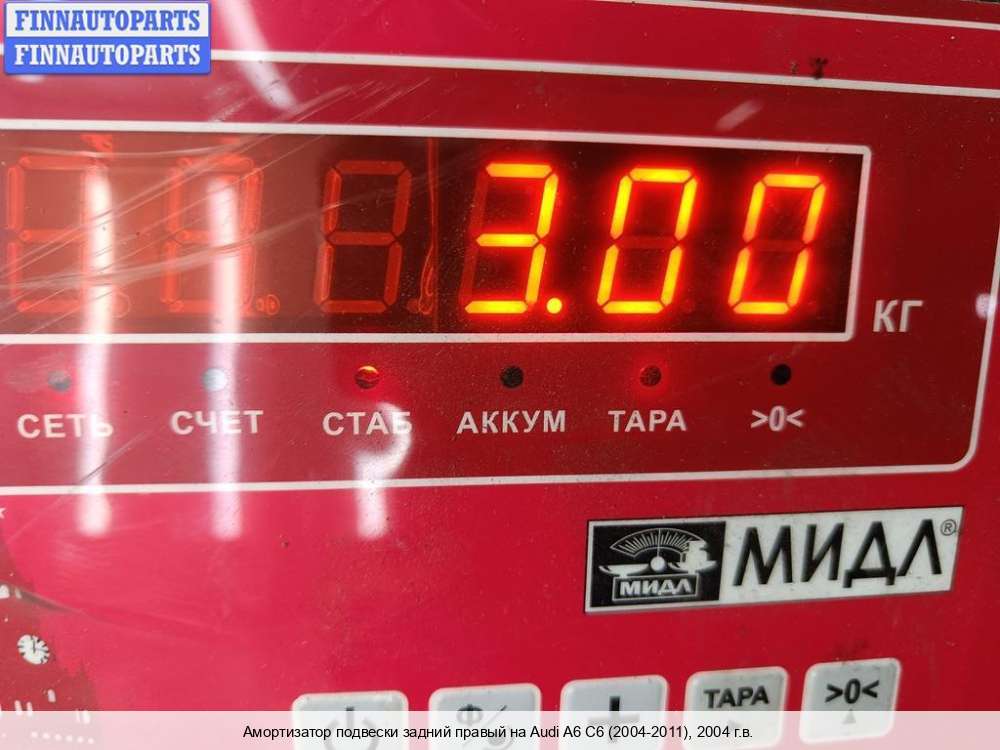 FINNAUTOPARTS
FINNAUTOPARTS
3.00
КГ
СЕТЬ СЧЕТ СТАБ АККУМ ТАРА >0<
МИДЛ МИДЛ®
ТАРА >0<
Амортизатор подвески задний правый на Audi A6 C6 (2004-2011), 2004 г.в.